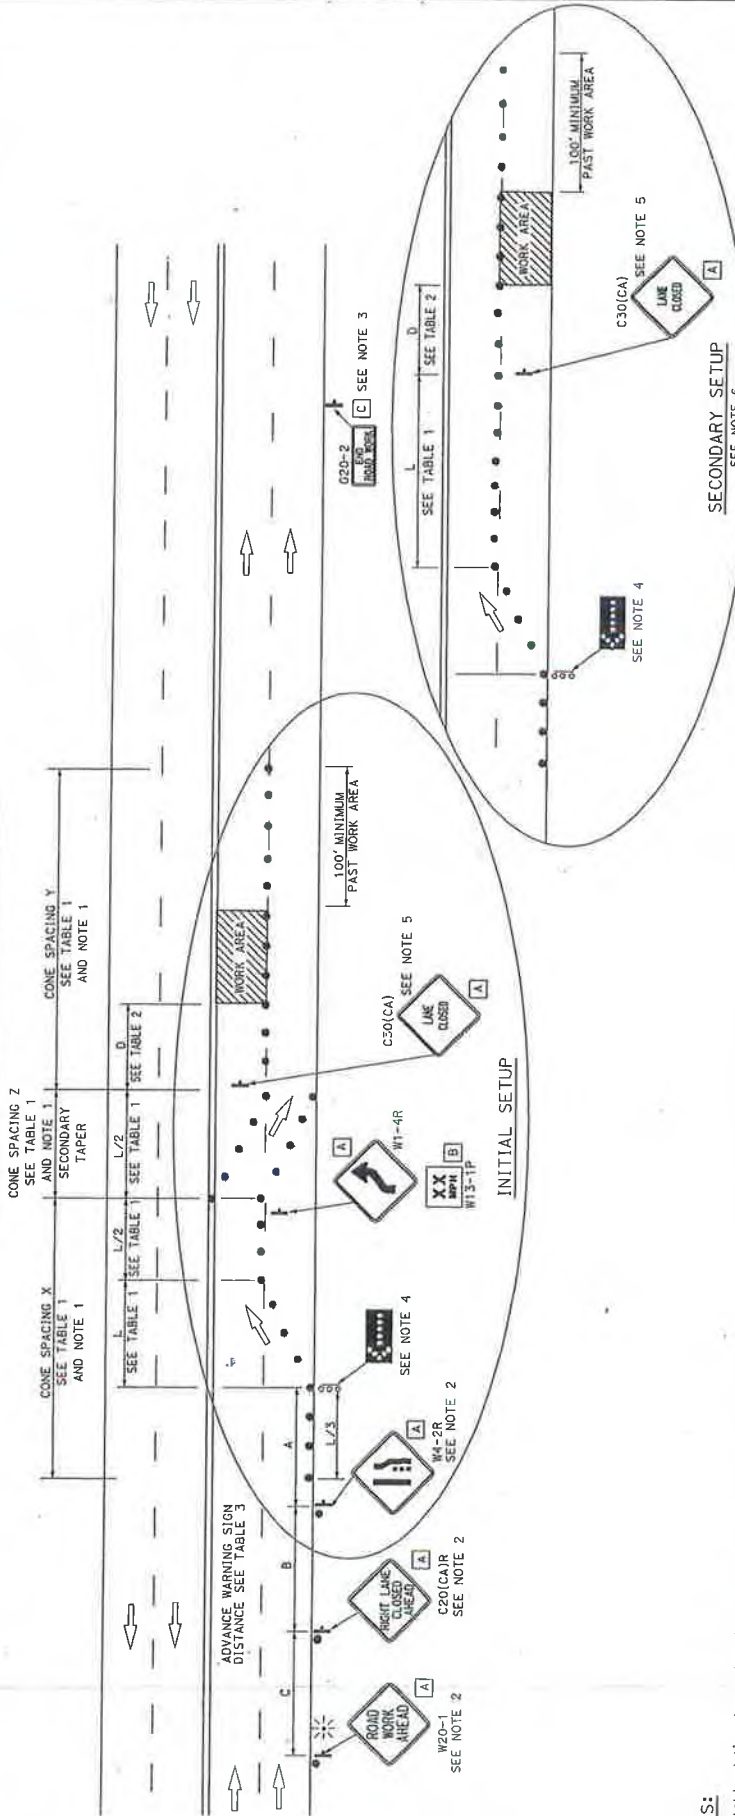 CONE SPACING X
SEE TABLE 1
AND NOTE 1
L
SEE TABLE 1
L/2
SEE TABLE 1
CONE SPACING Z
SEE TABLE 1
AND NOTE 1
SECONDARY
TAPER
L/2
SEE TABLE 1
CONE SPACING Y
SEE TABLE 1
AND NOTE 1
D
SEE TABLE 2
ADVANCE WARNING SIGN
DISTANCE SEE TABLE 3
C
B
A
L/3
ROAD
WORK
AHEAD
A
W20-1
SEE NOTE 2
RIGHT LANE
CLOSED
AHEAD
A
C20(CA)R
SEE NOTE 2
A
W4-2R
SEE NOTE 2
SEE NOTE 4
A
W1-4R
XX
MPH
B
W13-1P
WORK AREA
100' MINIMUM
PAST WORK AREA
C30(CA)
SEE NOTE 5
LANE
CLOSED
A
INITIAL SETUP
G20-2
END
ROAD WORK
C
SEE NOTE 3
L
SEE TABLE 1
D
SEE TABLE 2
WORK AREA
100' MINIMUM
PAST WORK AREA
SEE NOTE 4
C30(CA)
SEE NOTE 5
LANE
CLOSED
A
SECONDARY SETUP
SEE NOTE 6
S: